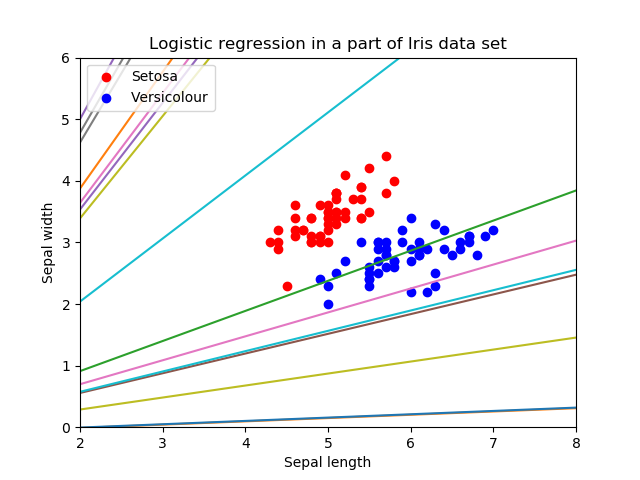 Logistic regression in a part of Iris data set
Setosa
Versicolour
6
5
4
3
2
1
0
Sepal width
2 3 4 5 6 7 8
Sepal length